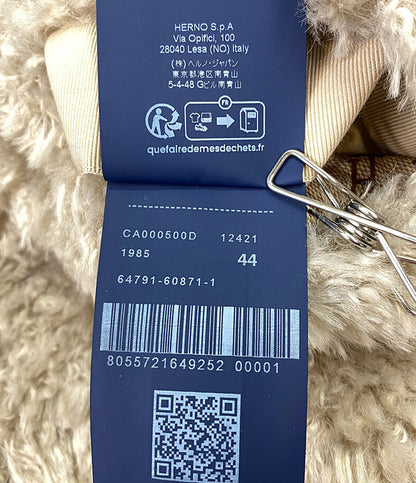 HERNO S.p.A
Via Opifici, 100
28040 Lesa (NO) Italy
(株)ヘルノ・ジャパン
東京都港区南青山
5-4-48 Gビル南青山
FR
quefairedemesdechets.fr
CA000500D 12421
1985 44
64791-60871-1
8055721649252 00001